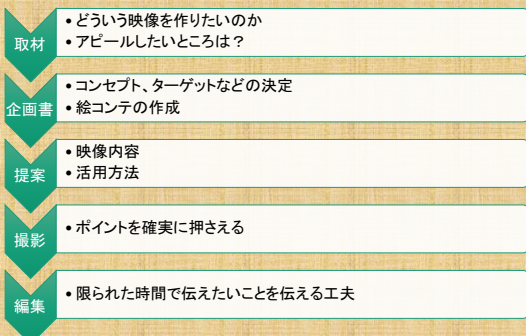 取材
• どういう映像を作りたいのか
• アピールしたいところは？
企画書
• コンセプト、ターゲットなどの決定
• 絵コンテの作成
提案
• 映像内容
• 活用方法
撮影
• ポイントを確実に押さえる
編集
• 限られた時間で伝えたいことを伝える工夫